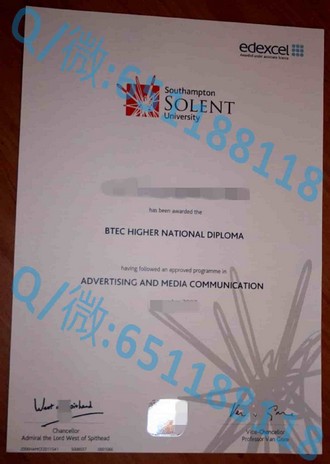 edexcel
Southampton
SOLENT
University
has been awarded the
BTEC HIGHER NATIONAL DIPLOMA
having followed an approved programme in
ADVERTISING AND MEDIA COMMUNICATION
Chancellor
Admiral the Lord West of Spithead
Vice-Chancellor
Professor Van Gore
Q/微:651188118
Q/微:651188118